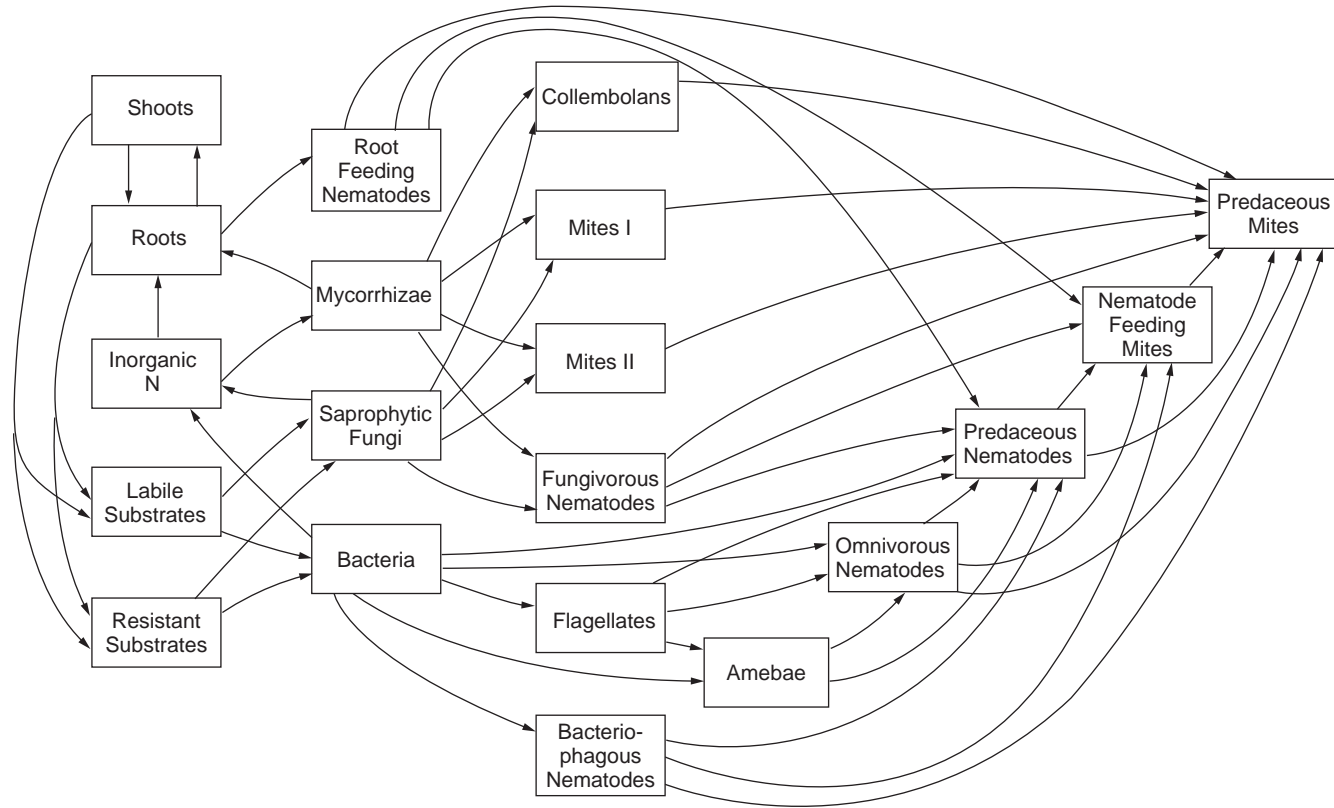 Shoots
Roots
Inorganic
N
Labile
Substrates
Resistant
Substrates
Root
Feeding
Nematodes
Mycorrhizae
Saprophytic
Fungi
Bacteria
Collembolans
Mites I
Mites II
Fungivorous
Nematodes
Flagellates
Bacterio-
phagous
Nematodes
Amebae
Omnivorous
Nematodes
Predaceous
Nematodes
Nematode
Feeding
Mites
Predaceous
Mites